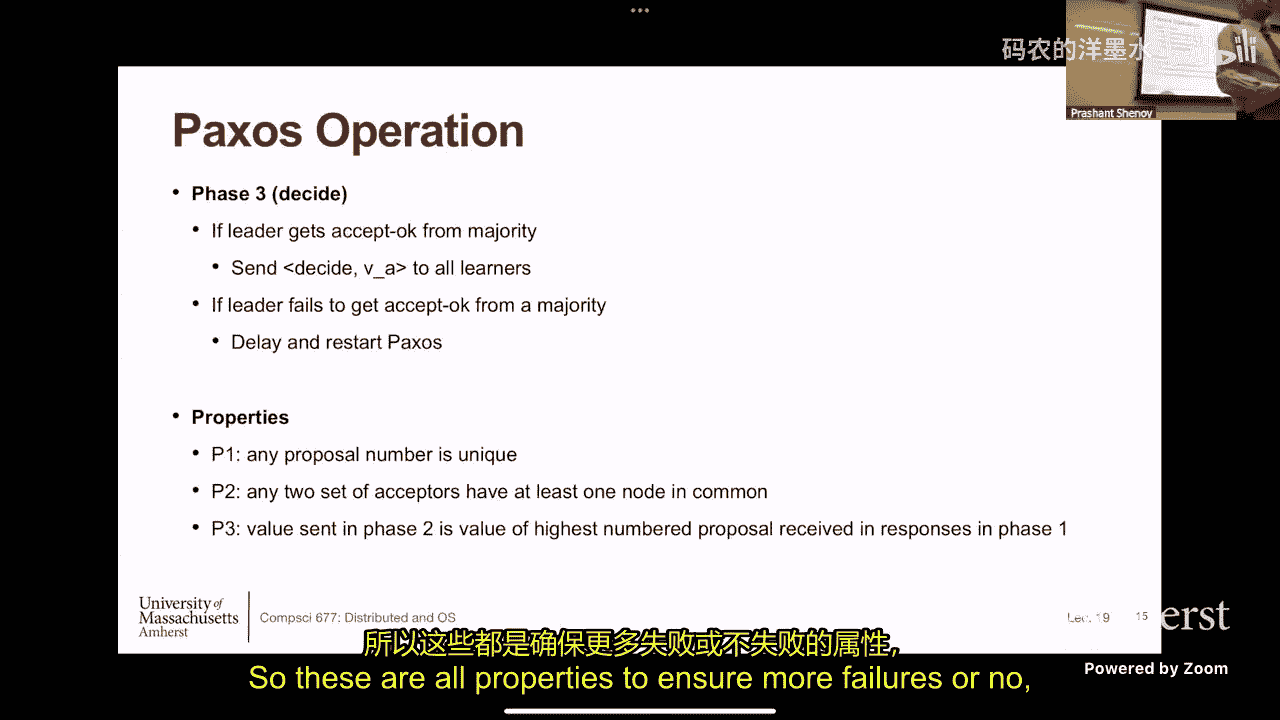 码农的洋墨水
Prashant Shenoy
Paxos Operation
• Phase 3 (decide)
• If leader gets accept-ok from majority
• Send <decide, v_a> to all learners
• If leader fails to get accept-ok from a majority
• Delay and restart Paxos
• Properties
• P1: any proposal number is unique
• P2: any two set of acceptors have at least one node in common
• P3: value sent in phase 2 is value of highest numbered proposal received in responses in phase 1
University of
Massachusetts
Amherst
Compsci 677: Distributed and OS
Lec. 19
15
erst
所以这些都是确保更多失败或不失败的属性，
So these are all properties to ensure more failures or no,
Powered by Zoom